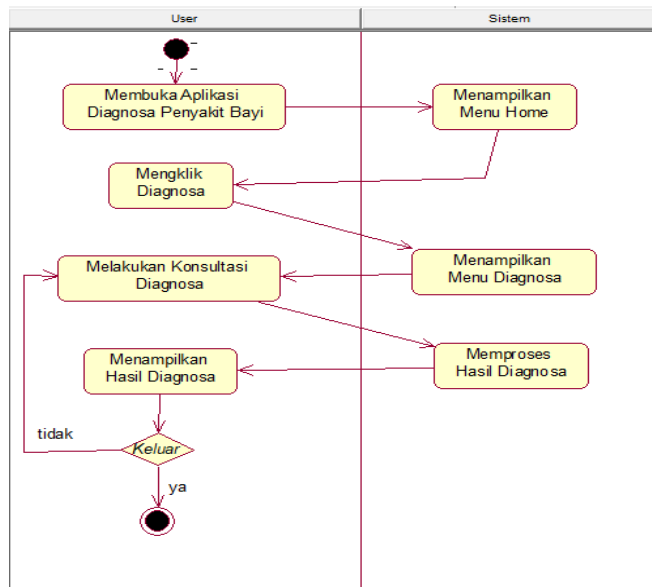 User
Sistem
Membuka Aplikasi
Diagnosa Penyakit Bayi
Menampilkan
Menu Home
Mengklik
Diagnosa
Menampilkan
Menu Diagnosa
Melakukan Konsultasi
Diagnosa
Memproses
Hasil Diagnosa
Menampilkan
Hasil Diagnosa
tidak
Keluar
ya